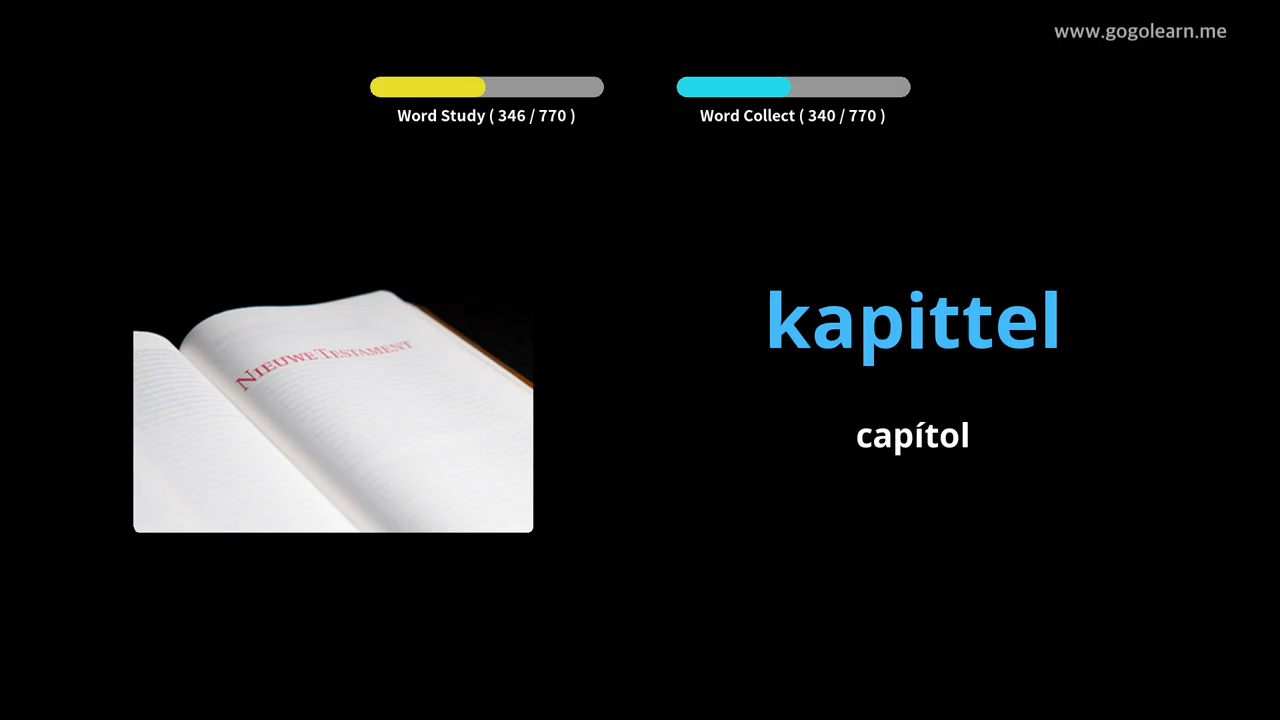 www.gogolearn.me
Word Study ( 346 / 770 )
Word Collect ( 340 / 770 )
NIEUWE TESTAMENT
kapittel
capítol